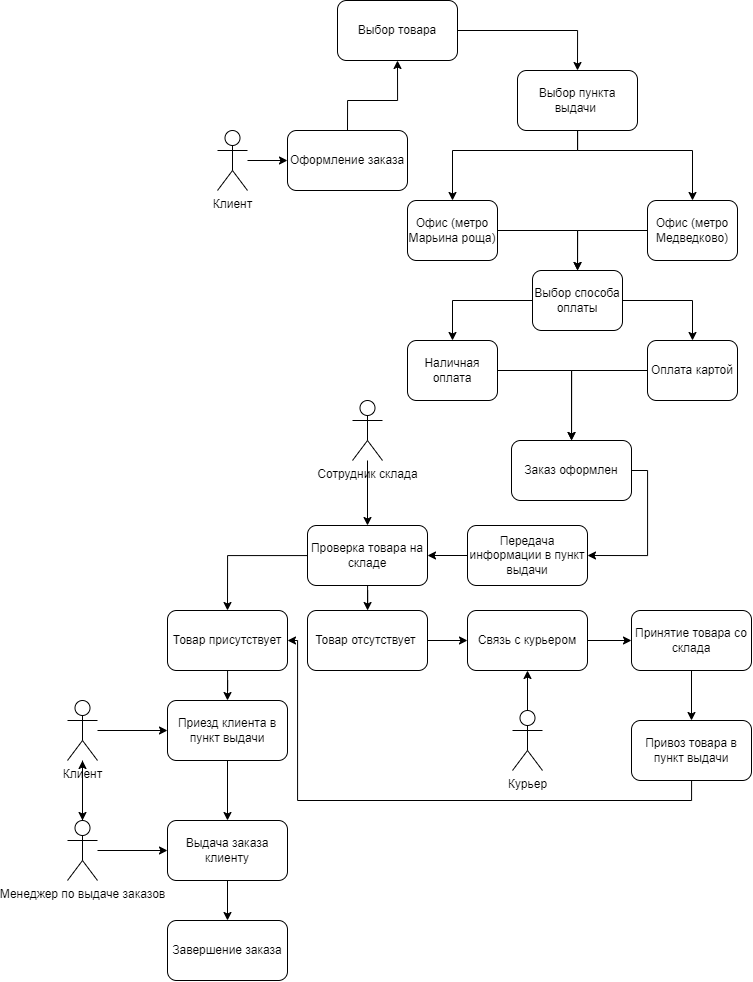 Выбор товара
Выбор пункта
выдачи
Оформление заказа
Клиент
Офис (метро
Марьина роща)
Офис (метро
Медведково)
Выбор способа
оплаты
Наличная
оплата
Оплата картой
Сотрудник склада
Заказ оформлен
Проверка товара на
складе
Передача
информации в пункт
выдачи
Товар присутствует
Товар отсутствует
Связь с курьером
Принятие товара со
склада
Приезд клиента в
пункт выдачи
Клиент
Курьер
Привоз товара в
пункт выдачи
Выдача заказа
клиенту
Менеджер по выдаче заказов
Завершение заказа